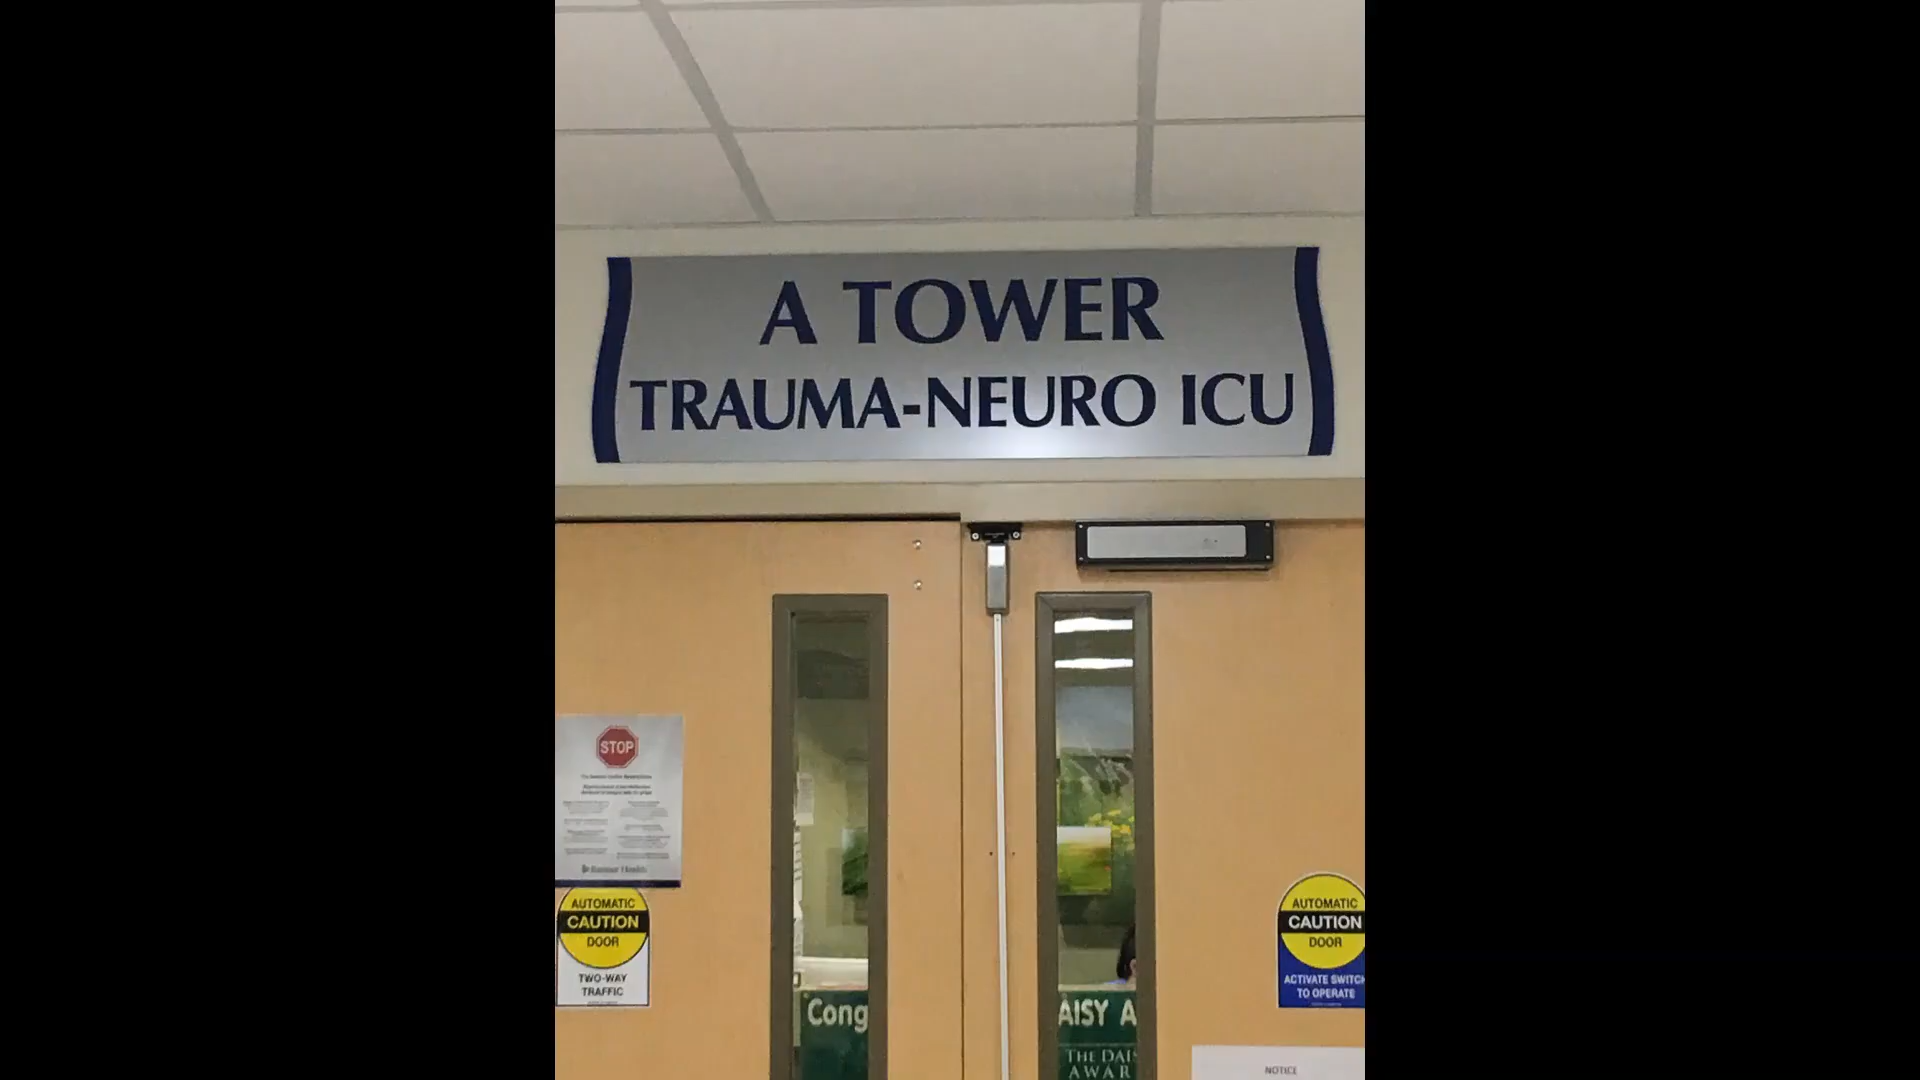 A TOWER
TRAUMA-NEURO ICU
STOP
AUTOMATIC
CAUTION
DOOR
TWO-WAY
TRAFFIC
Cong
AISY A
THE DAIS
AWAR
AUTOMATIC
CAUTION
DOOR
ACTIVATE SWITCH
TO OPERATE
NOTICE